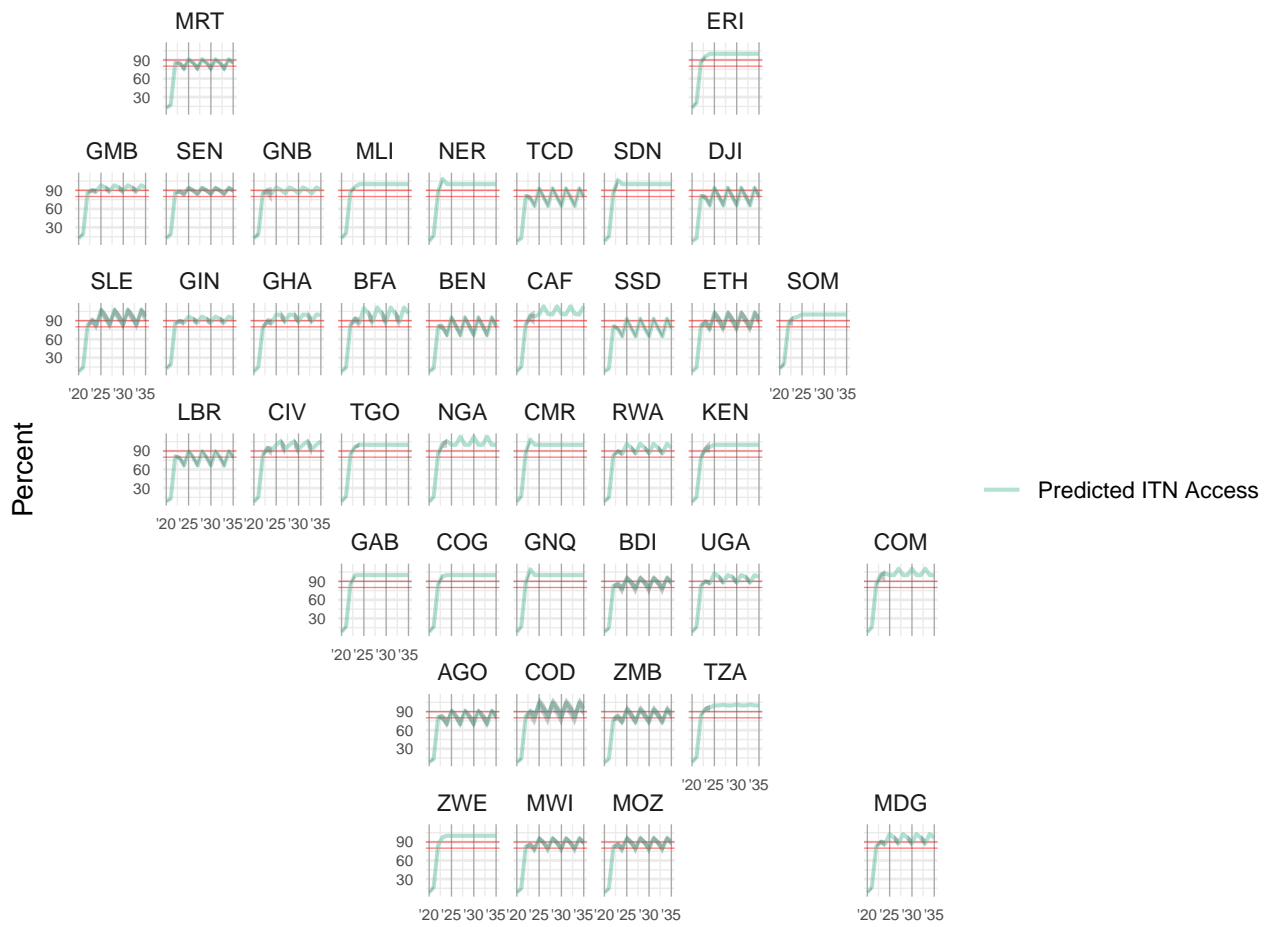 MRT ERI
90
60
30
GMB SEN GNB MLI NER TCD SDN DJI
90
60
30
SLE GIN GHA BFA BEN CAF SSD ETH SOM
90
60
30
'20 '25 '30 '35 '20 '25 '30 '35
LBR CIV TGO NGA CMR RWA KEN
90
60
30
'20 '25 '30 '35 '20 '25 '30 '35
GAB COG GNQ BDI UGA COM
90
60
30
'20 '25 '30 '35
AGO COD ZMB TZA
90
60
30
'20 '25 '30 '35
ZWE MWI MOZ MDG
90
60
30
'20 '25 '30 '35 '20 '25 '30 '35 '20 '25 '30 '35 '20 '25 '30 '35
Percent
Predicted ITN Access